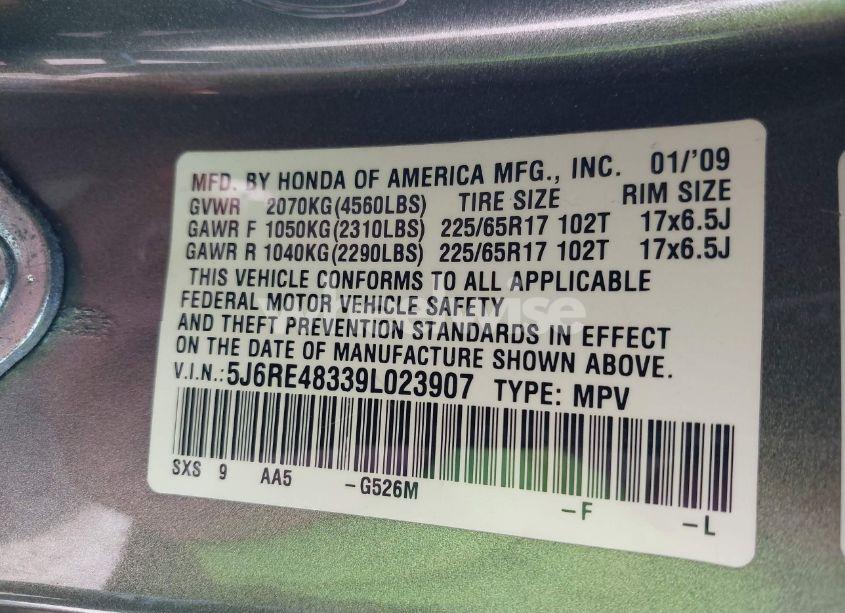 MFD. BY HONDA OF AMERICA MFG., INC. 01/'09
GVWR 2070KG(4560LBS) TIRE SIZE RIM SIZE
GAWR F 1050KG(2310LBS) 225/65R17 102T 17x6.5J
GAWR R 1040KG(2290LBS) 225/65R17 102T 17x6.5J
THIS VEHICLE CONFORMS TO ALL APPLICABLE
FEDERAL MOTOR VEHICLE SAFETY
AND THEFT PREVENTION STANDARDS IN EFFECT
ON THE DATE OF MANUFACTURE SHOWN ABOVE.
V.I.N.:5J6RE48339L023907 TYPE: MPV
SXS 9 AA5 -G526M -F -L